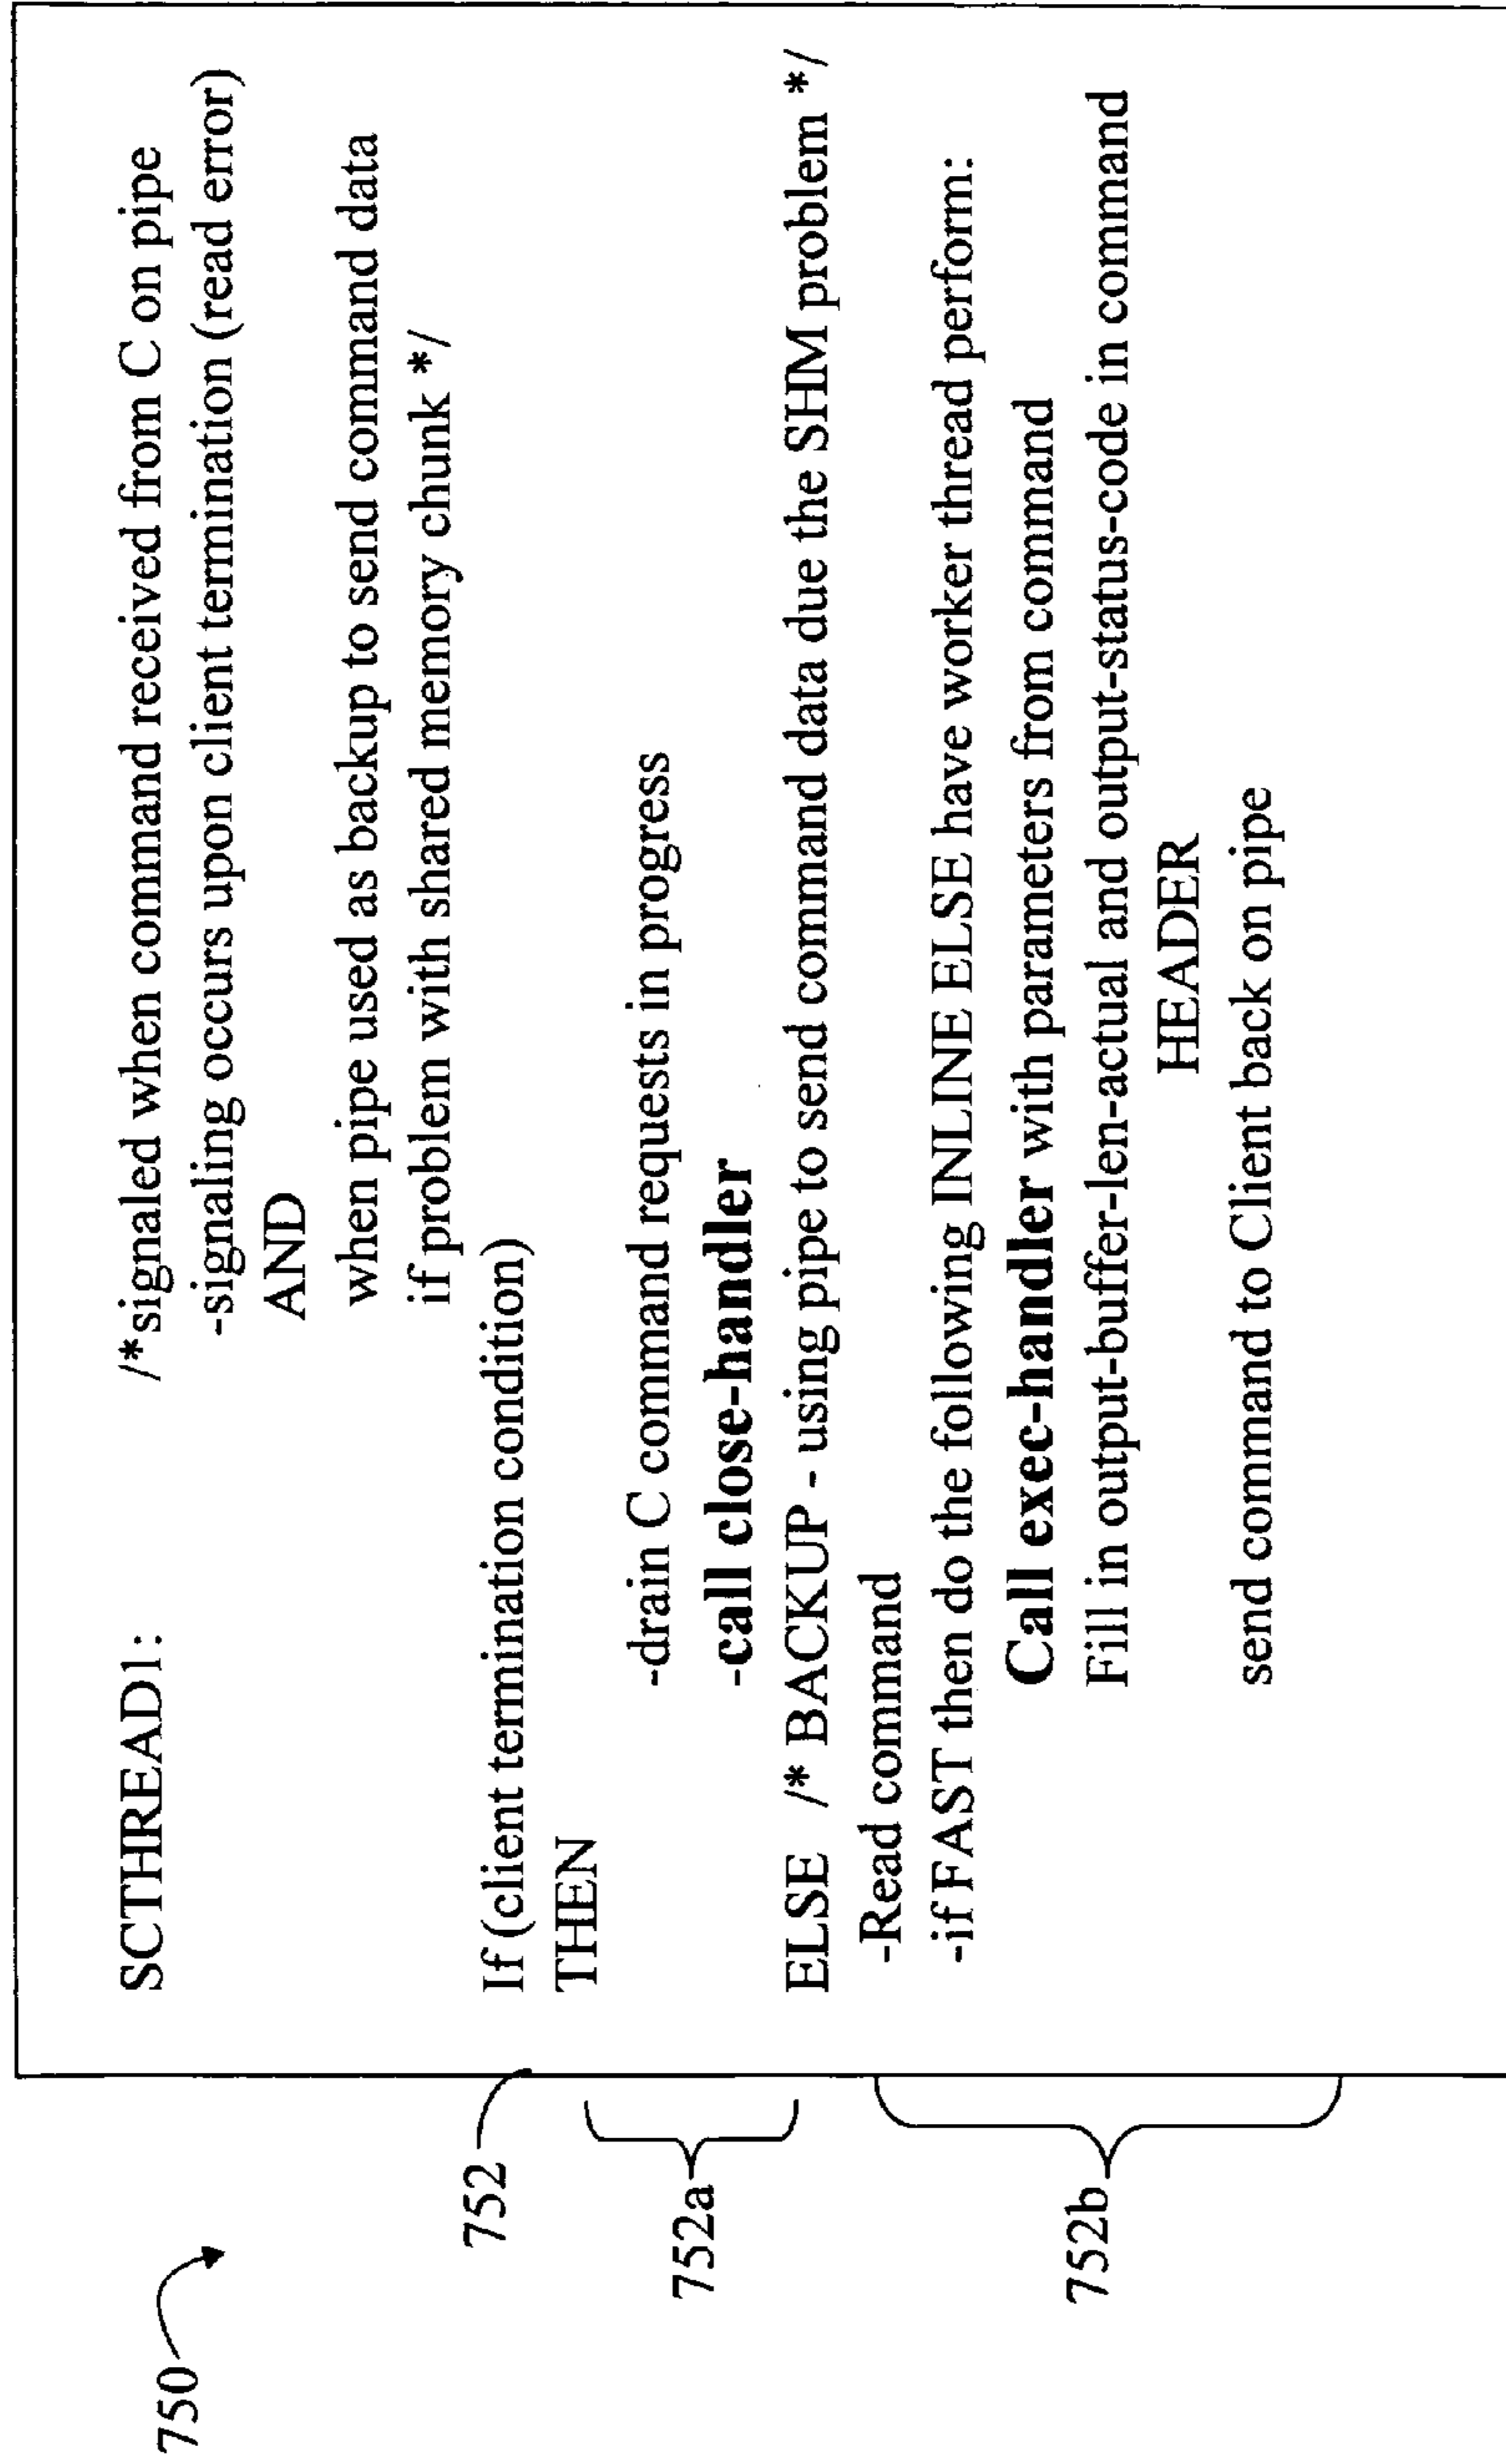 750
SCTHREAD1:
/*signaled when command received from C on pipe
-signaling occurs upon client termination (read error)
AND
when pipe used as backup to send command data
if problem with shared memory chunk */
752
If (client termination condition)
THEN
752a
-drain C command requests in progress
-call close-handler
ELSE /* BACKUP - using pipe to send command data due the SHM problem */
752b
-Read command
-if FAST then do the following INLINE ELSE have worker thread perform:
Call exec-handler with parameters from command
Fill in output-buffer-len-actual and output-status-code in command
HEADER
send command to Client back on pipe